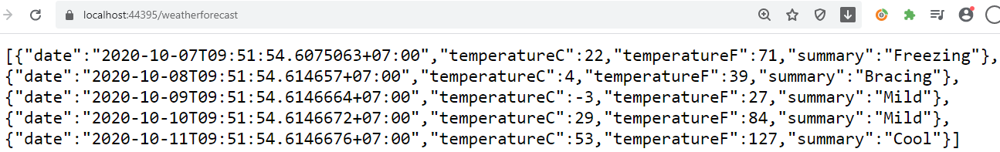 localhost:44395/weatherforecast
[{"date":"2020-10-07T09:51:54.6075063+07:00","temperatureC":22,"temperatureF":71,"summary":"Freezing"},
{"date":"2020-10-08T09:51:54.614657+07:00","temperatureC":4,"temperatureF":39,"summary":"Bracing"},
{"date":"2020-10-09T09:51:54.6146664+07:00","temperatureC":-3,"temperatureF":27,"summary":"Mild"},
{"date":"2020-10-10T09:51:54.6146672+07:00","temperatureC":29,"temperatureF":84,"summary":"Mild"},
{"date":"2020-10-11T09:51:54.6146676+07:00","temperatureC":53,"temperatureF":127,"summary":"Cool"}]